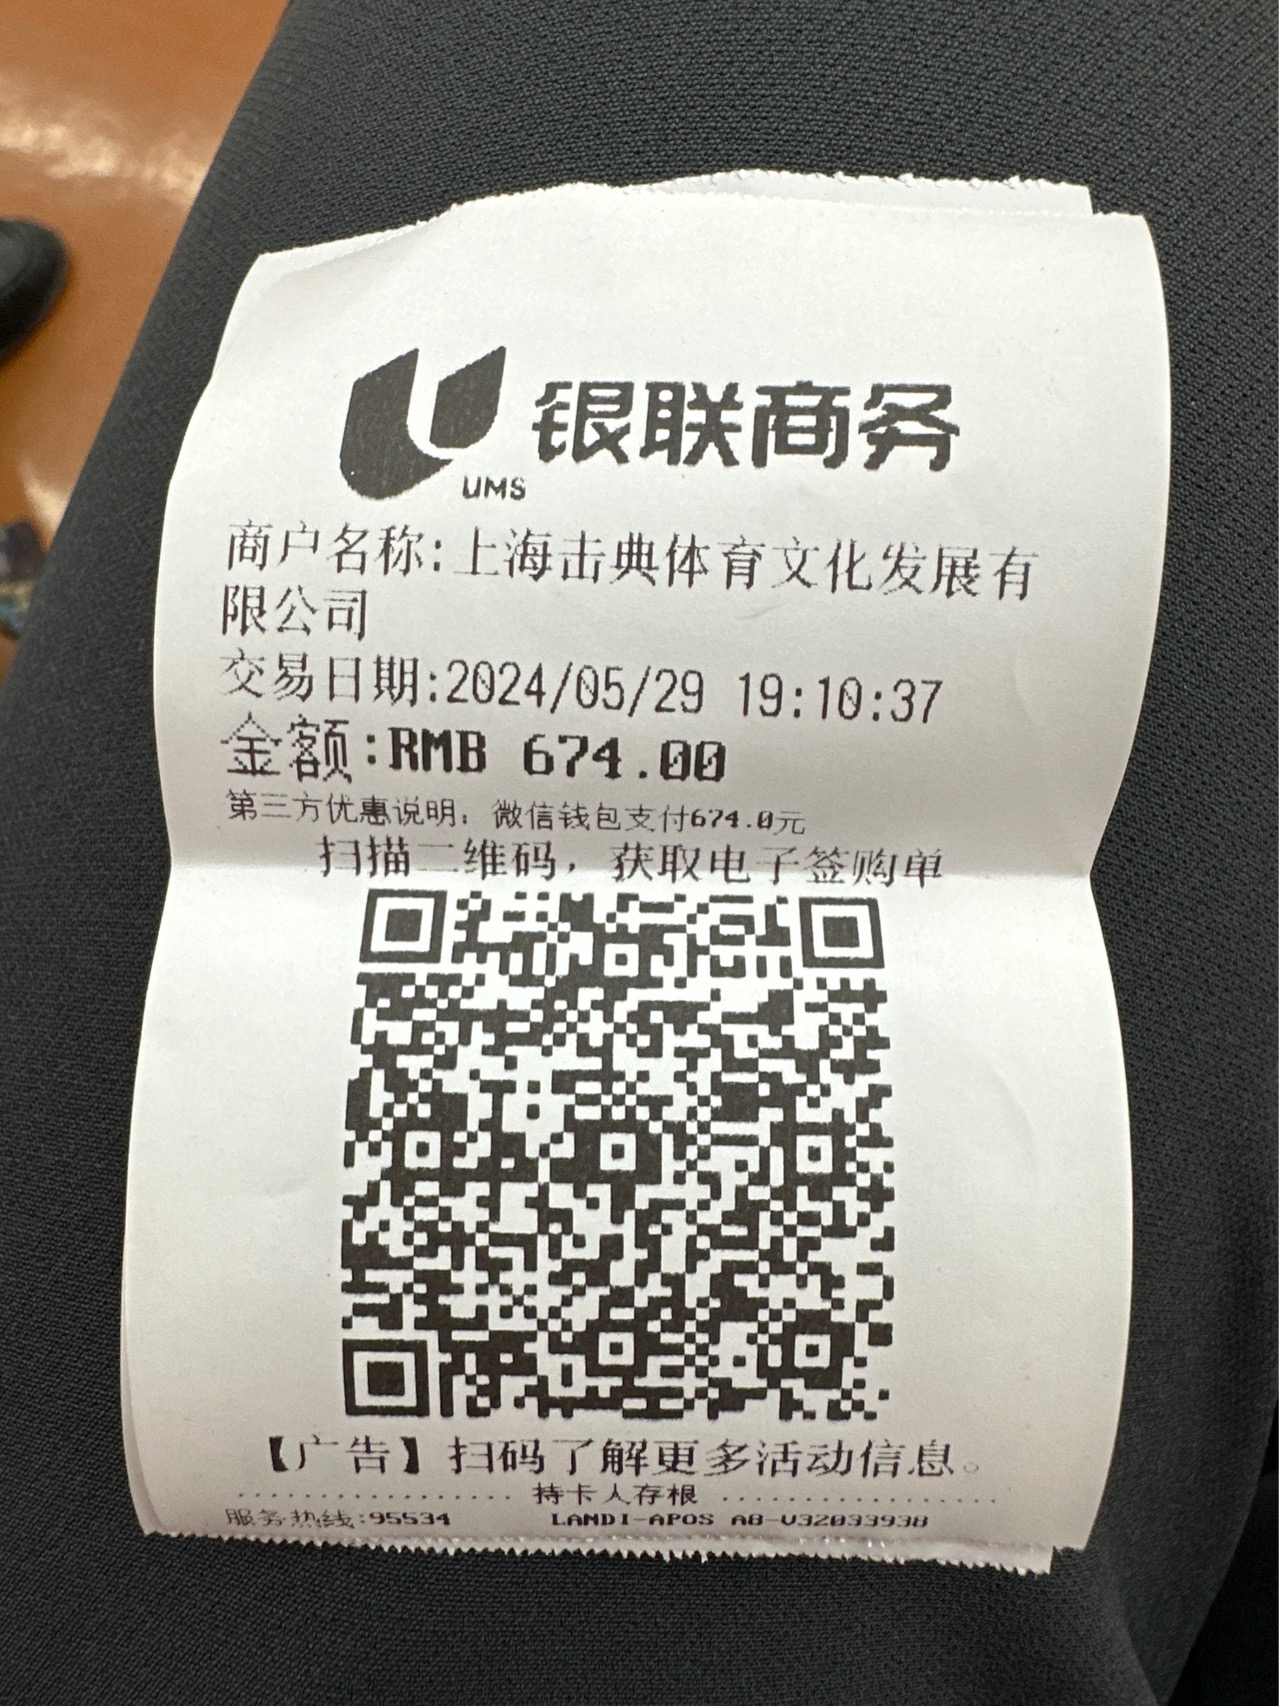 银联商务
UMS
商户名称:上海击典体育文化发展有
限公司
交易日期:2024/05/29 19:10:37
金额:RMB 674.00
第三方优惠说明：微信钱包支付674.0元
扫描二维码，获取电子签购单
【广告】扫码了解更多活动信息。
................. 持卡人存根 .................
服务热线:95534 LANDI-APOS A8-V32033938